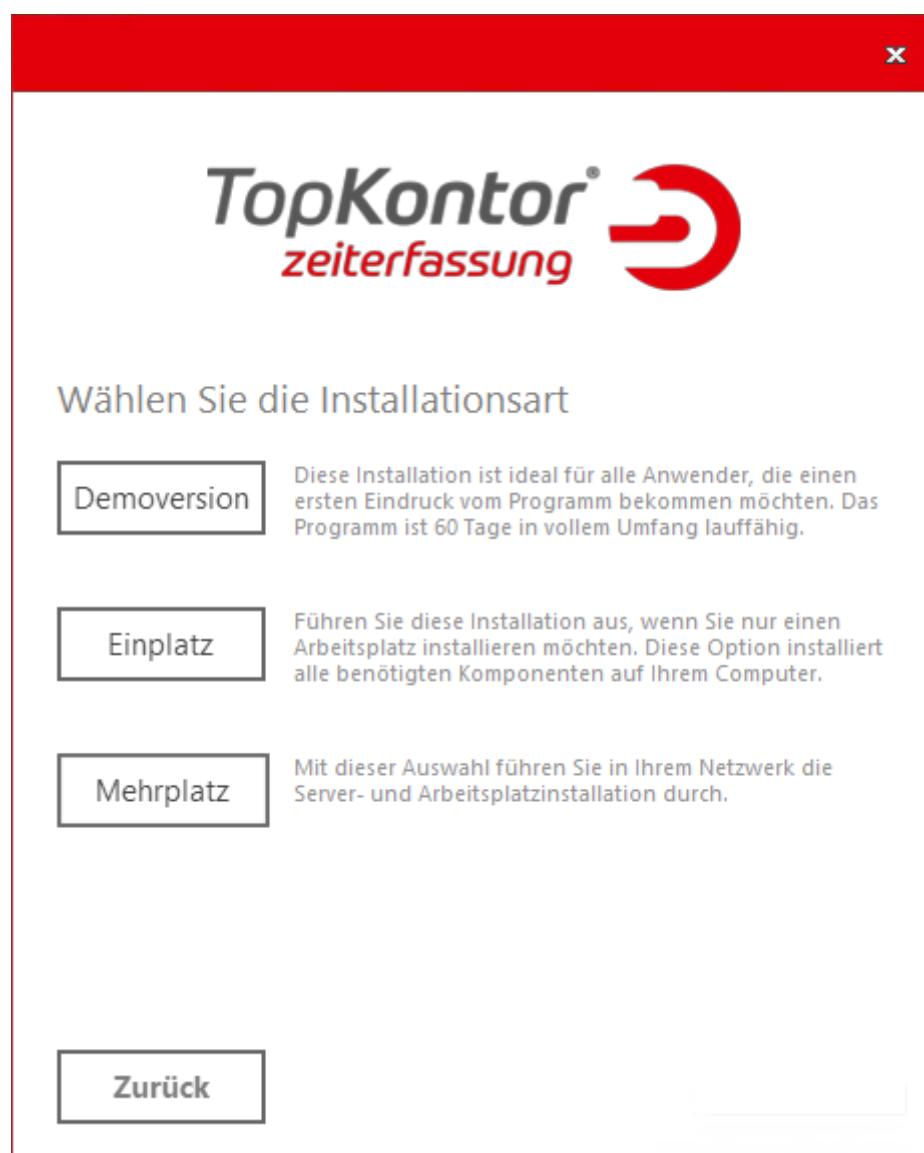 x
TopKontor®
zeiterfassung
Wählen Sie die Installationsart
Demoversion
Diese Installation ist ideal für alle Anwender, die einen
ersten Eindruck vom Programm bekommen möchten. Das
Programm ist 60 Tage in vollem Umfang lauffähig.
Einplatz
Führen Sie diese Installation aus, wenn Sie nur einen
Arbeitsplatz installieren möchten. Diese Option installiert
alle benötigten Komponenten auf Ihrem Computer.
Mehrplatz
Mit dieser Auswahl führen Sie in Ihrem Netzwerk die
Server- und Arbeitsplatzinstallation durch.
Zurück